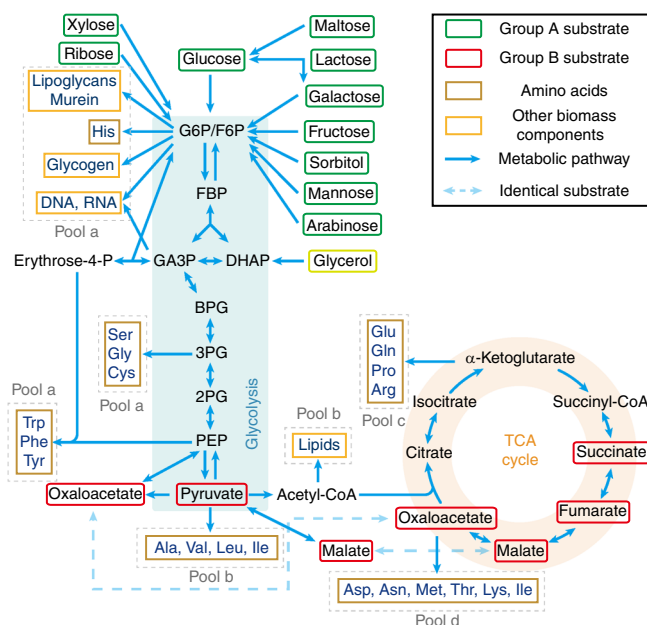 Xylose
Ribose
Glucose
Maltose
Lactose
Galactose
Fructose
Sorbitol
Mannose
Arabinose
Lipoglycans
Murein
His
Glycogen
DNA, RNA
Pool a
G6P/F6P
FBP
Erythrose-4-P
GA3P
DHAP
Glycerol
BPG
3PG
2PG
PEP
Glycolysis
Ser
Gly
Cys
Pool a
Pool a
Trp
Phe
Tyr
Oxaloacetate
Pyruvate
Acetyl-CoA
Pool b
Lipids
Ala, Val, Leu, Ile
Pool b
Malate
Glu
Gln
Pro
Arg
Pool c
α-Ketoglutarate
Isocitrate
Succinyl-CoA
Citrate
TCA
cycle
Succinate
Fumarate
Oxaloacetate
Malate
Asp, Asn, Met, Thr, Lys, Ile
Pool d
Group A substrate
Group B substrate
Amino acids
Other biomass
components
Metabolic pathway
Identical substrate